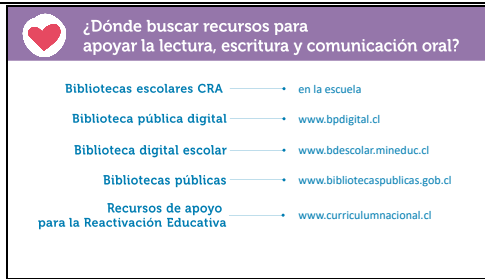 ¿Dónde buscar recursos para
apoyar la lectura, escritura y comunicación oral?
Bibliotecas escolares CRA en la escuela
Biblioteca pública digital www.bpdigital.cl
Biblioteca digital escolar www.bdescolar.mineduc.cl
Bibliotecas públicas www.bibliotecaspublicas.gob.cl
Recursos de apoyo
para la Reactivación Educativa www.curriculumnacional.cl